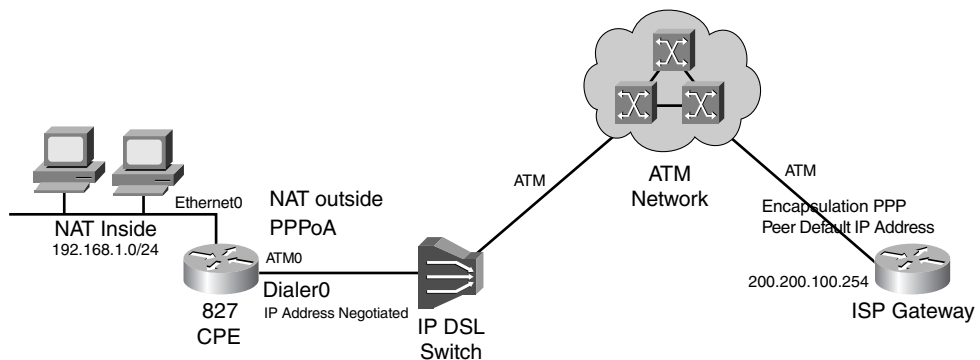 ATM
ATM
ATM
Network
Encapsulation PPP
Peer Default IP Address
Ethernet0
NAT outside
PPPoA
NAT Inside
192.168.1.0/24
ATM0
Dialer0
IP Address Negotiated
827
CPE
IP DSL
Switch
200.200.100.254
ISP Gateway